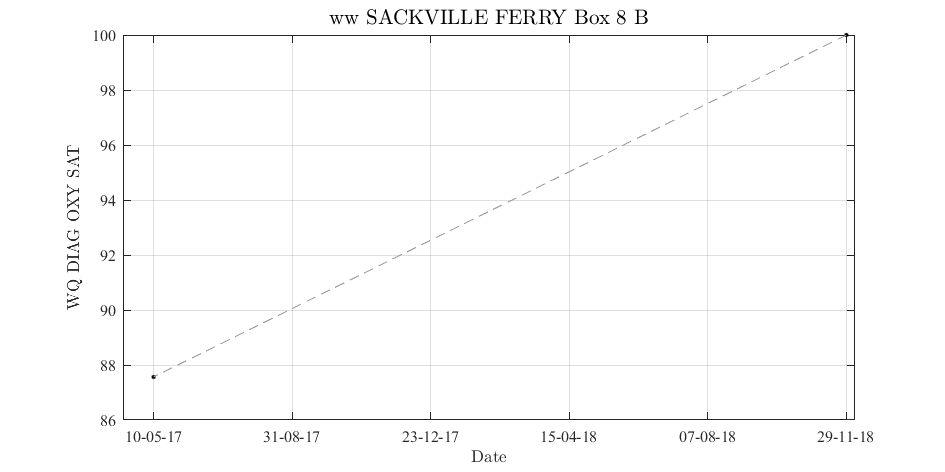 ww SACKVILLE FERRY Box 8 B
100
98
96
94
92
90
88
86
WQ DIAG OXY SAT
10-05-17 31-08-17 23-12-17 15-04-18 07-08-18 29-11-18
Date